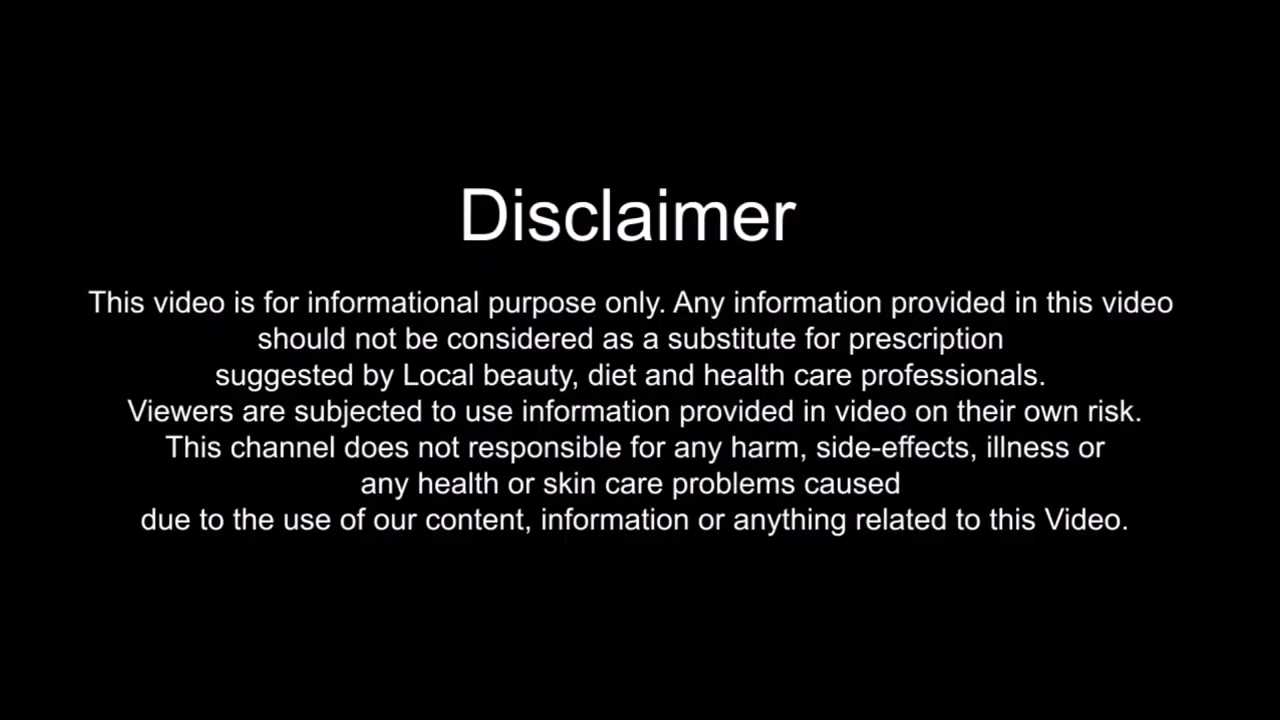 Disclaimer
This video is for informational purpose only. Any information provided in this video
should not be considered as a substitute for prescription
suggested by Local beauty, diet and health care professionals.
Viewers are subjected to use information provided in video on their own risk.
This channel does not responsible for any harm, side-effects, illness or
any health or skin care problems caused
due to the use of our content, information or anything related to this Video.